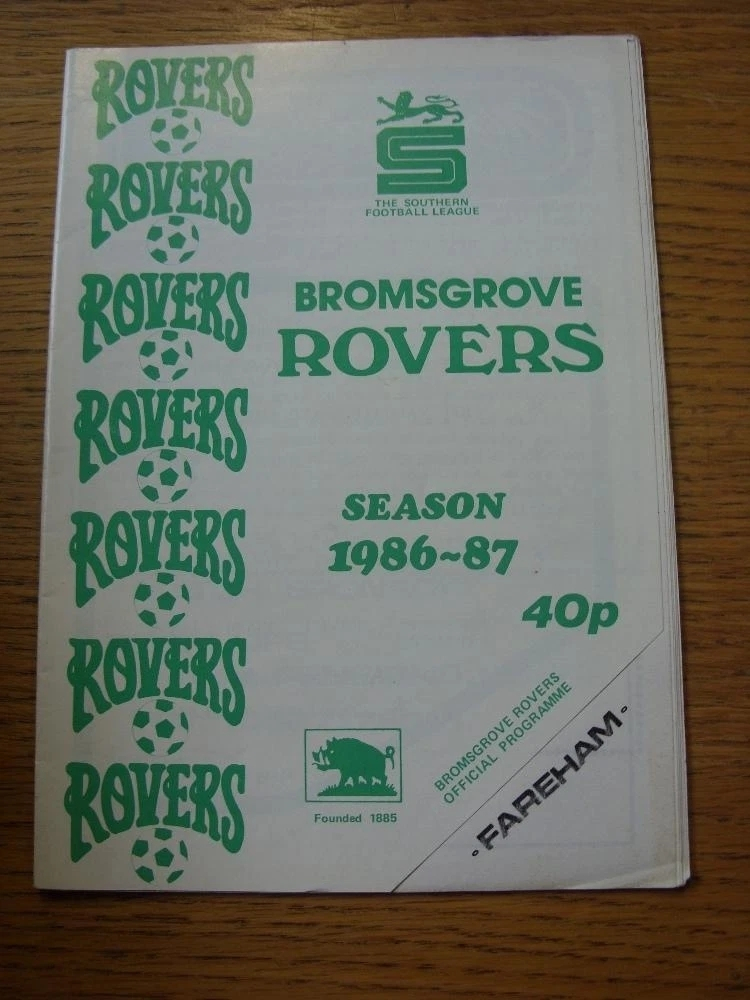 ROVERS
ROVERS
ROVERS
ROVERS
ROVERS
ROVERS
ROVERS
S
THE SOUTHERN
FOOTBALL LEAGUE
BROMSGROVE
ROVERS
SEASON
1986~87
40p
Founded 1885
BROMSGROVE ROVERS
OFFICIAL PROGRAMME
° FAREHAM °